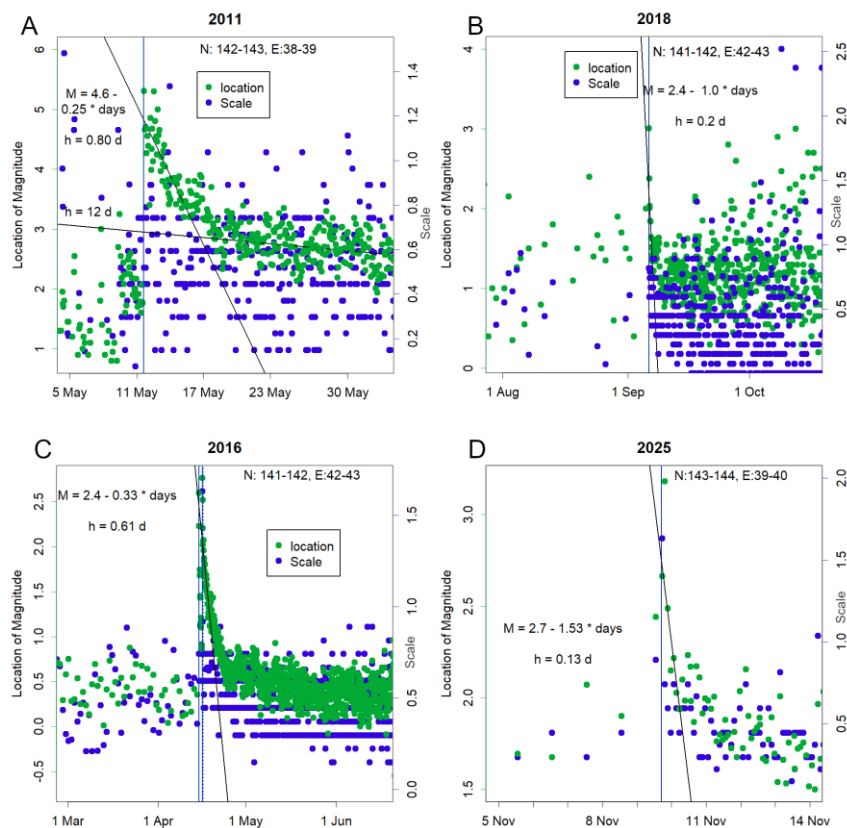 A
2011
N: 142-143, E:38-39
location
Scale
M = 4.6 -
0.25 * days
h = 0.80 d
h = 12 d
Location of Magnitude
Scale
6
5
4
3
2
1
1.4
1.2
1.0
0.8
0.6
0.4
0.2
5 May
11 May
17 May
23 May
30 May
B
2018
N: 141-142, E:42-43
location
Scale
M = 2.4 - 1.0 * days
h = 0.2 d
Location of Magnitude
Scale
4
3
2
1
0
2.5
2.0
1.5
1.0
0.5
1 Aug
1 Sep
1 Oct
C
2016
N: 141-142, E:42-43
M = 2.4 - 0.33 * days
h = 0.61 d
location
Scale
Location of Magnitude
Scale
2.5
2.0
1.5
1.0
0.5
0.0
-0.5
1.5
1.0
0.5
0.0
1 Mar
1 Apr
1 May
1 Jun
D
2025
N:143-144, E:39-40
M = 2.7 - 1.53 * days
h = 0.13 d
Location of Magnitude
Scale
3.0
2.5
2.0
1.5
2.0
1.5
1.0
0.5
5 Nov
8 Nov
11 Nov
14 Nov